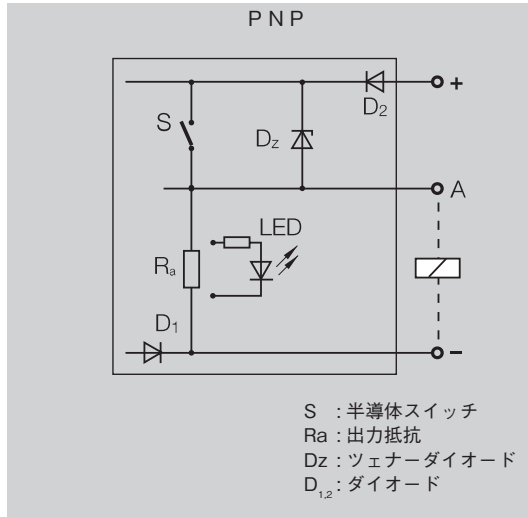 PNP
+
D2
S
Dz
A
LED
Ra
D1
−
S : 半導体スイッチ
Ra : 出力抵抗
Dz : ツェナーダイオード
D1,2 : ダイオード